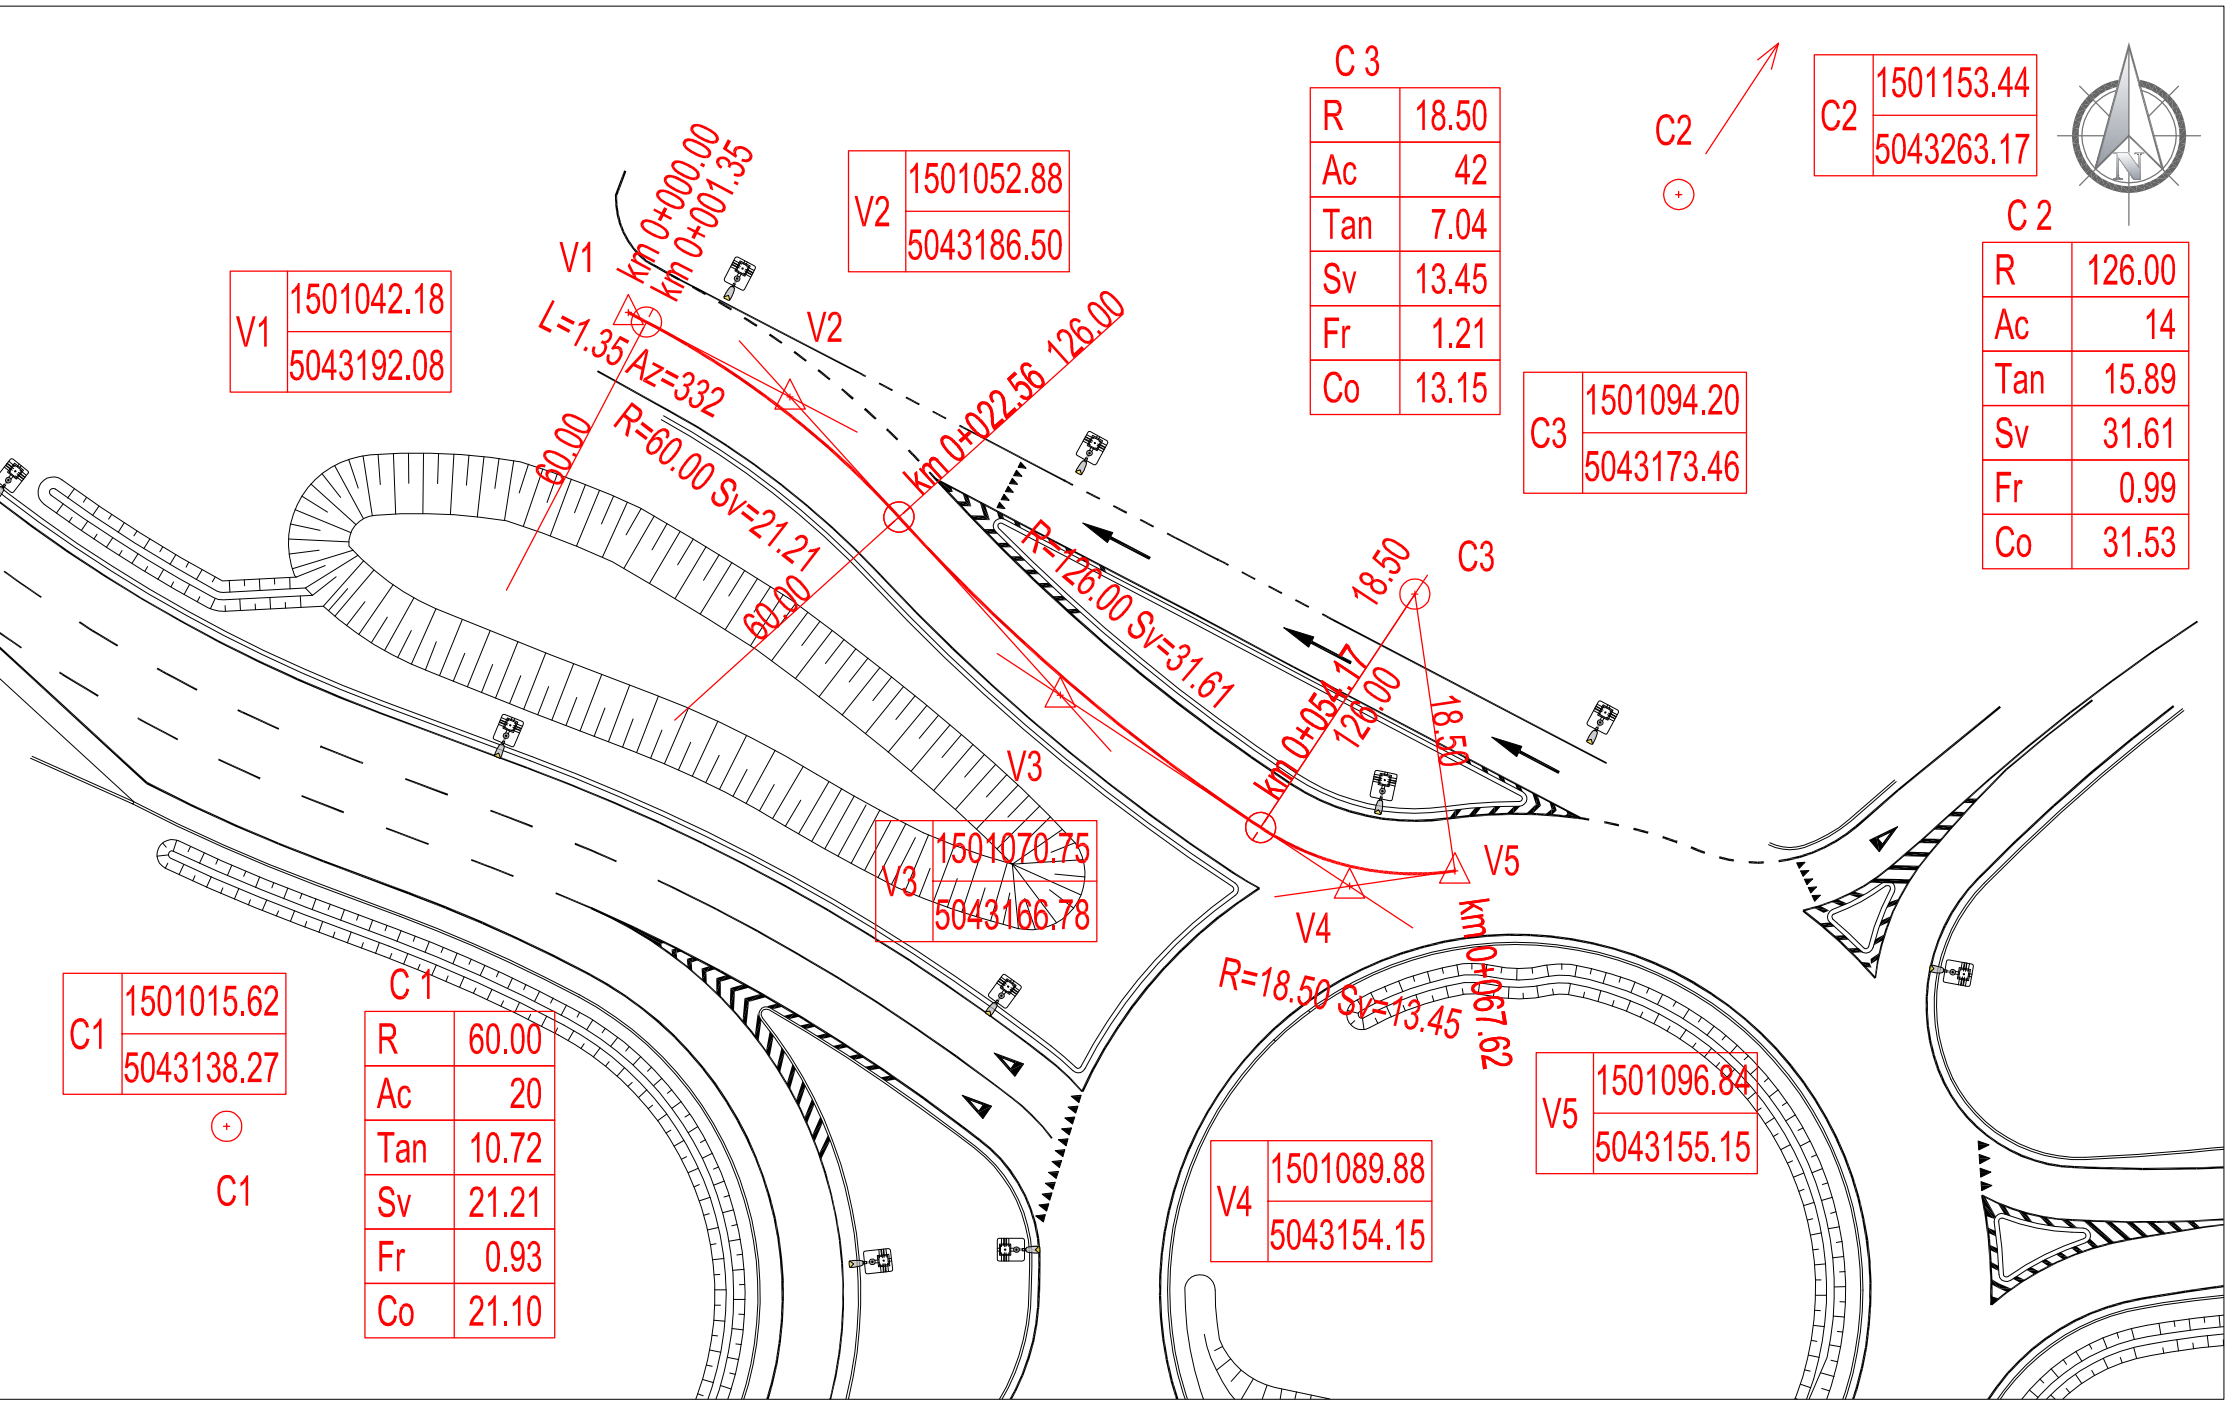 C 3
R 18.50
Ac 42
Tan 7.04
Sv 13.45
Fr 1.21
Co 13.15
C2
C2 1501153.44
5043263.17
N
C 2
R 126.00
Ac 14
Tan 15.89
Sv 31.61
Fr 0.99
Co 31.53
V2 1501052.88
5043186.50
km 0+000.00
km 0+001.35
V1
V1 1501042.18
5043192.08
V2
L=1.35 Az=332
R=60.00 Sv=21.21
60.00
km 0+022.56 126.00
60.00
C3 1501094.20
5043173.46
R=126.00 Sv=31.61
18.50
C3
km 0+054.17
126.00
18.50
V3
V3 1501070.75
5043166.78
V5
V4
km 0+067.62
R=18.50 Sv=13.45
C1 1501015.62
5043138.27
C1
C 1
R 60.00
Ac 20
Tan 10.72
Sv 21.21
Fr 0.93
Co 21.10
V5 1501096.84
5043155.15
V4 1501089.88
5043154.15